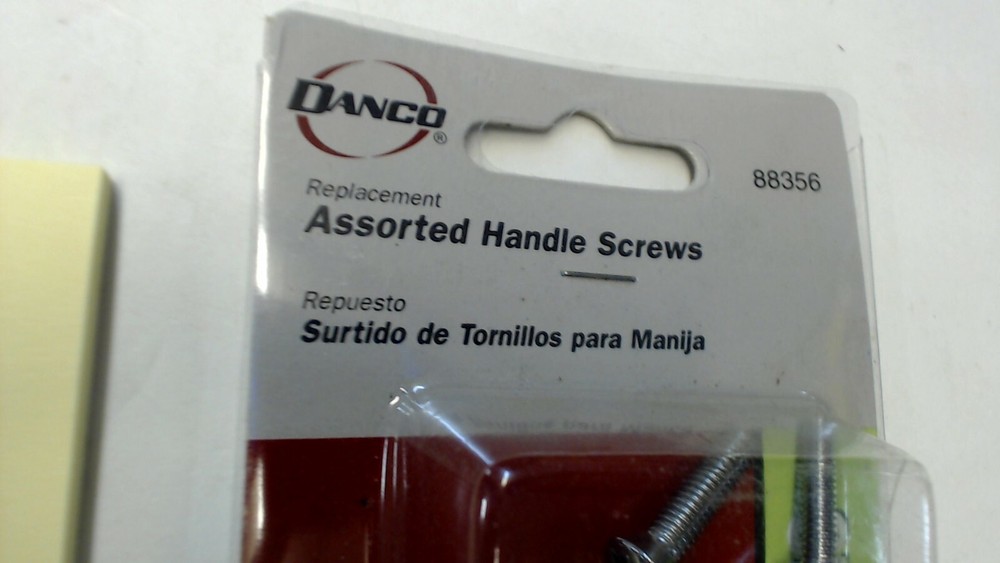 DANCO®
88356
Replacement
Assorted Handle Screws
Repuesto
Surtido de Tornillos para Manija